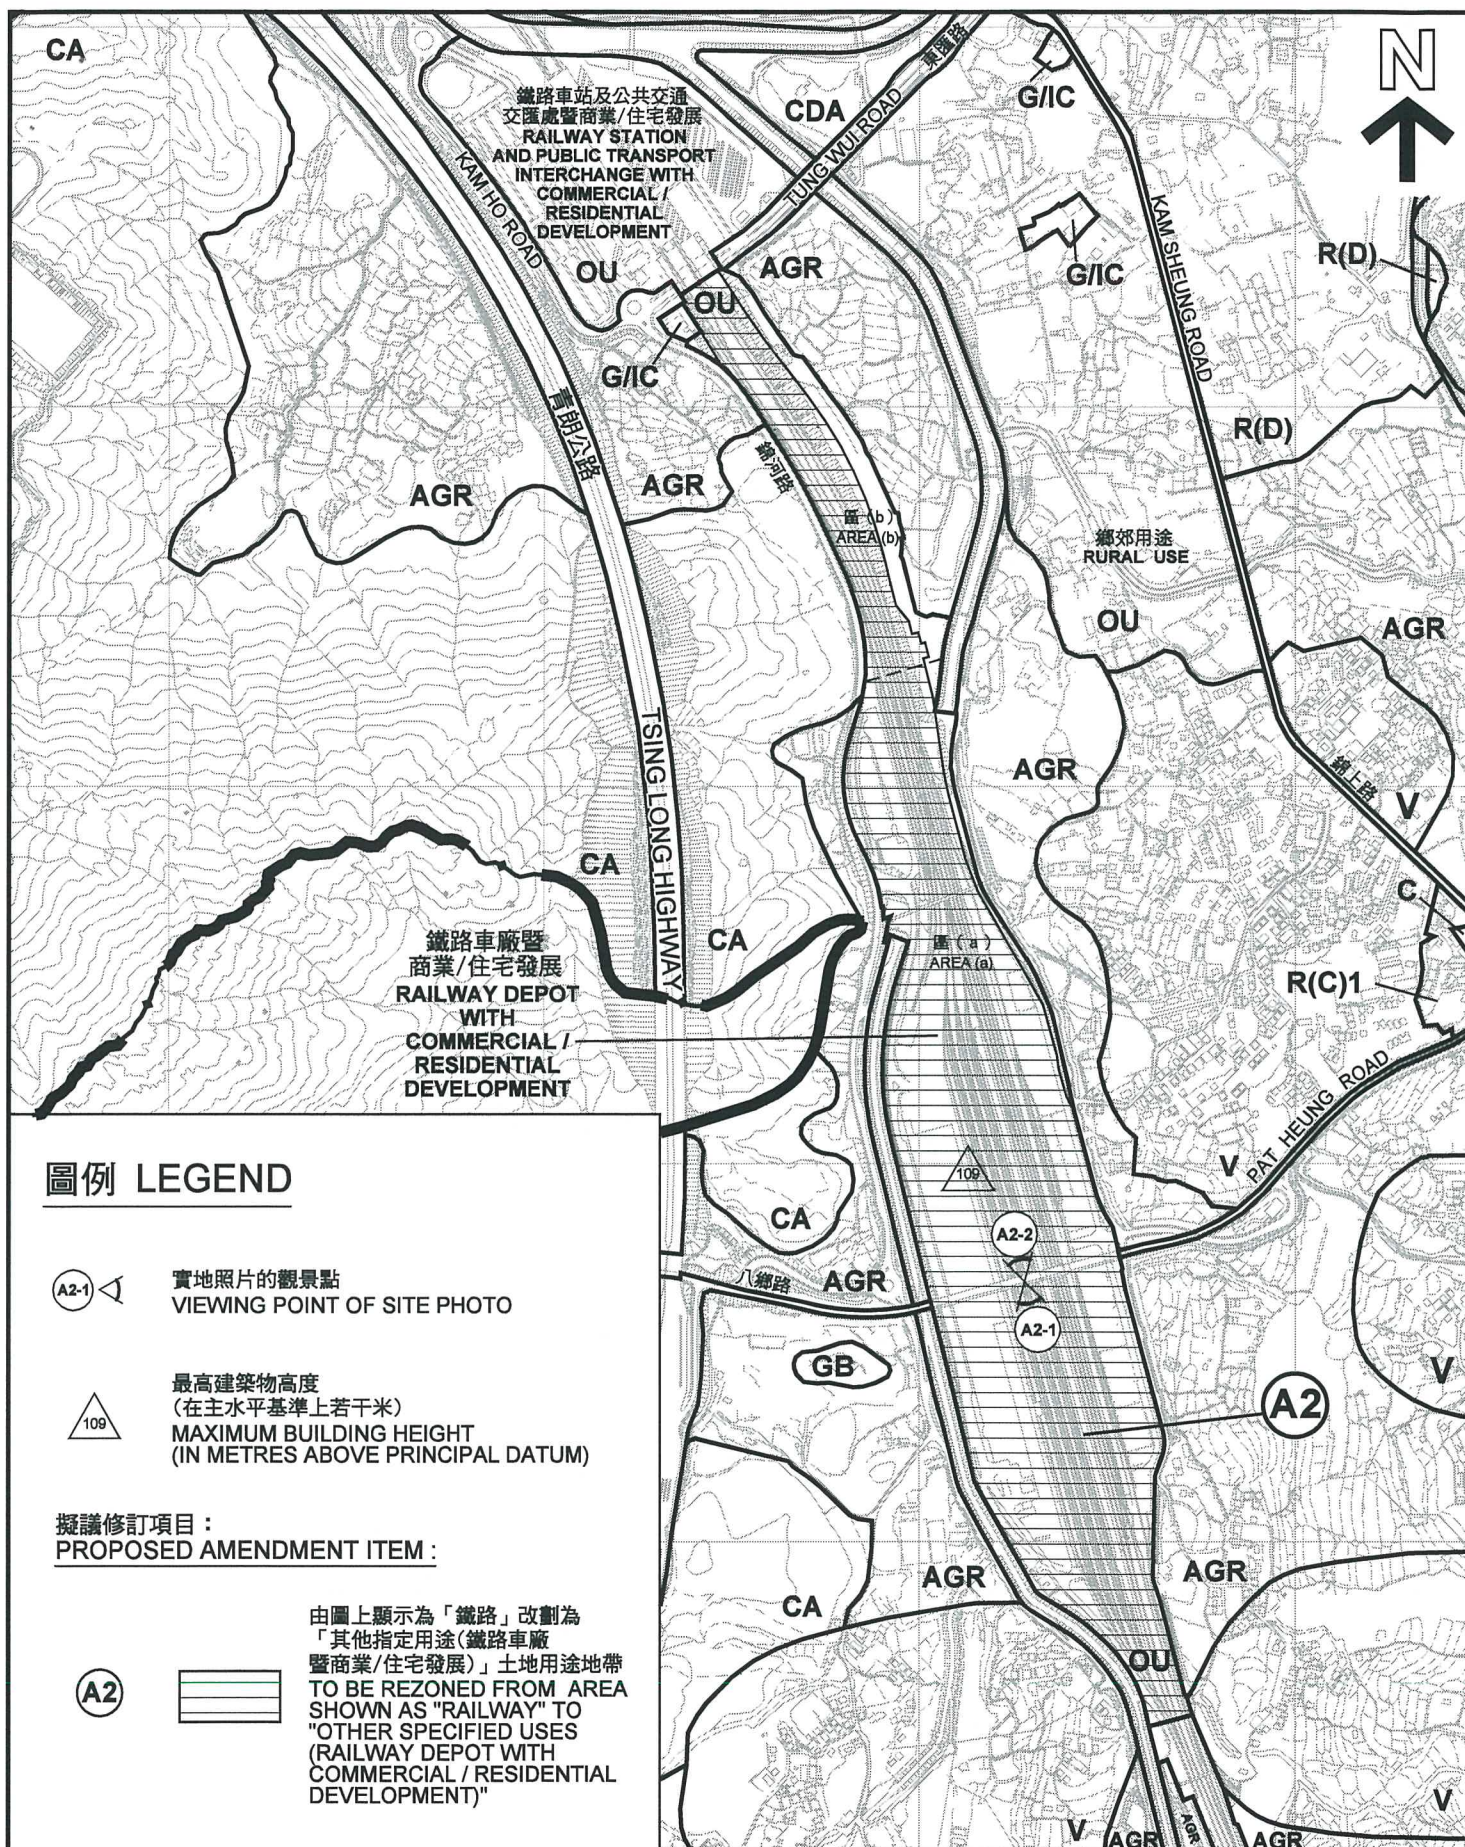 CA
鐵路車站及公共交通
交匯處暨商業/住宅發展
RAILWAY STATION
AND PUBLIC TRANSPORT
INTERCHANGE WITH
COMMERCIAL /
RESIDENTIAL
DEVELOPMENT
KAM HO ROAD
OU
CDA
東匯路
TUNG WUI ROAD
G/IC
N
KAM SHEUNG ROAD
G/IC
R(D)
AGR
OU
G/IC
青朗公路
R(D)
AGR
AGR
錦河路
區(b)
AREA (b)
鄉郊用途
RURAL USE
OU
AGR
TSING LONG HIGHWAY
AGR
錦上路
V
CA
C
鐵路車廠暨
商業/住宅發展
RAILWAY DEPOT
WITH
COMMERCIAL /
RESIDENTIAL
DEVELOPMENT
CA
區(a)
AREA (a)
R(C)1
PAT HEUNG ROAD
109
V
CA
A2-2
八鄉路
AGR
A2-1
GB
V
A2
AGR
AGR
CA
OU
V
V
AGR
AGR
AGR
圖例 LEGEND
A2-1
實地照片的觀景點
VIEWING POINT OF SITE PHOTO
109
最高建築物高度
(在主水平基準上若干米)
MAXIMUM BUILDING HEIGHT
(IN METRES ABOVE PRINCIPAL DATUM)
擬議修訂項目：
PROPOSED AMENDMENT ITEM :
A2
由圖上顯示為「鐵路」改劃為
「其他指定用途(鐵路車廠
暨商業/住宅發展)」土地用途地帶
TO BE REZONED FROM AREA
SHOWN AS "RAILWAY" TO
"OTHER SPECIFIED USES
(RAILWAY DEPOT WITH
COMMERCIAL / RESIDENTIAL
DEVELOPMENT)"